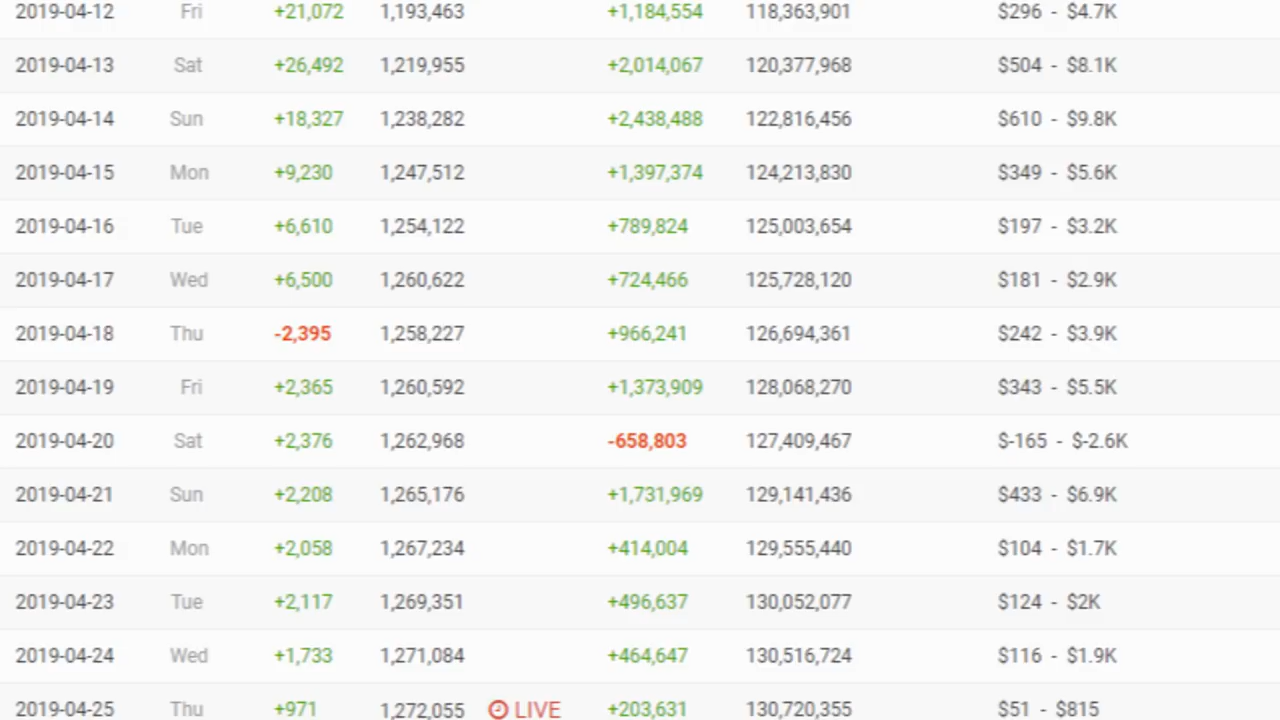 2019-04-12 Fri +21,072 1,193,463 +1,184,554 118,363,901 $296 - $4.7K
2019-04-13 Sat +26,492 1,219,955 +2,014,067 120,377,968 $504 - $8.1K
2019-04-14 Sun +18,327 1,238,282 +2,438,488 122,816,456 $610 - $9.8K
2019-04-15 Mon +9,230 1,247,512 +1,397,374 124,213,830 $349 - $5.6K
2019-04-16 Tue +6,610 1,254,122 +789,824 125,003,654 $197 - $3.2K
2019-04-17 Wed +6,500 1,260,622 +724,466 125,728,120 $181 - $2.9K
2019-04-18 Thu -2,395 1,258,227 +966,241 126,694,361 $242 - $3.9K
2019-04-19 Fri +2,365 1,260,592 +1,373,909 128,068,270 $343 - $5.5K
2019-04-20 Sat +2,376 1,262,968 -658,803 127,409,467 $-165 - $-2.6K
2019-04-21 Sun +2,208 1,265,176 +1,731,969 129,141,436 $433 - $6.9K
2019-04-22 Mon +2,058 1,267,234 +414,004 129,555,440 $104 - $1.7K
2019-04-23 Tue +2,117 1,269,351 +496,637 130,052,077 $124 - $2K
2019-04-24 Wed +1,733 1,271,084 +464,647 130,516,724 $116 - $1.9K
2019-04-25 Thu +971 1,272,055 LIVE +203,631 130,720,355 $51 - $815